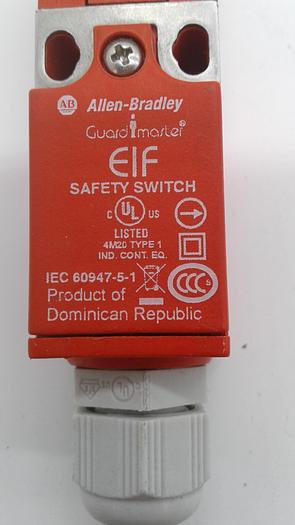 AB Allen-Bradley
Guardmaster®
ElF
SAFETY SWITCH
C UL US
LISTED
4M20 TYPE 1
IND. CONT. EQ.
IEC 60947-5-1
CCC S
Product of
Dominican Republic